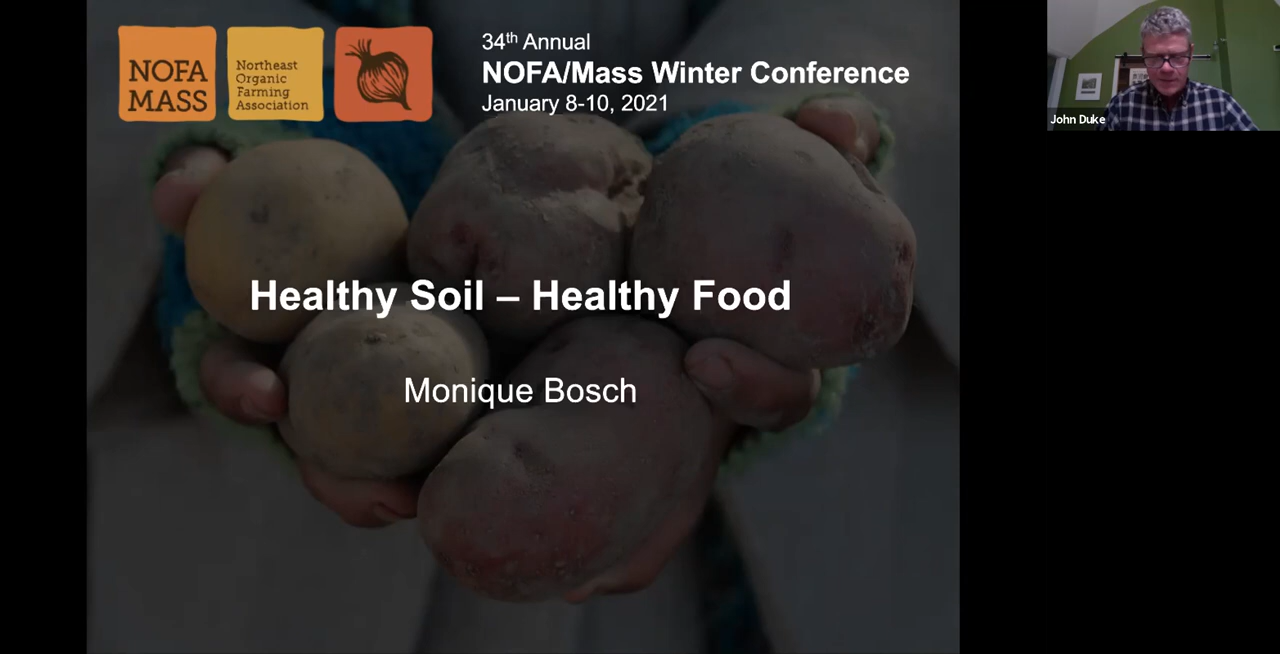 NOFA
MASS
Northeast
Organic
Farming
Association
34th Annual
NOFA/Mass Winter Conference
January 8-10, 2021
John Duke
Healthy Soil – Healthy Food
Monique Bosch